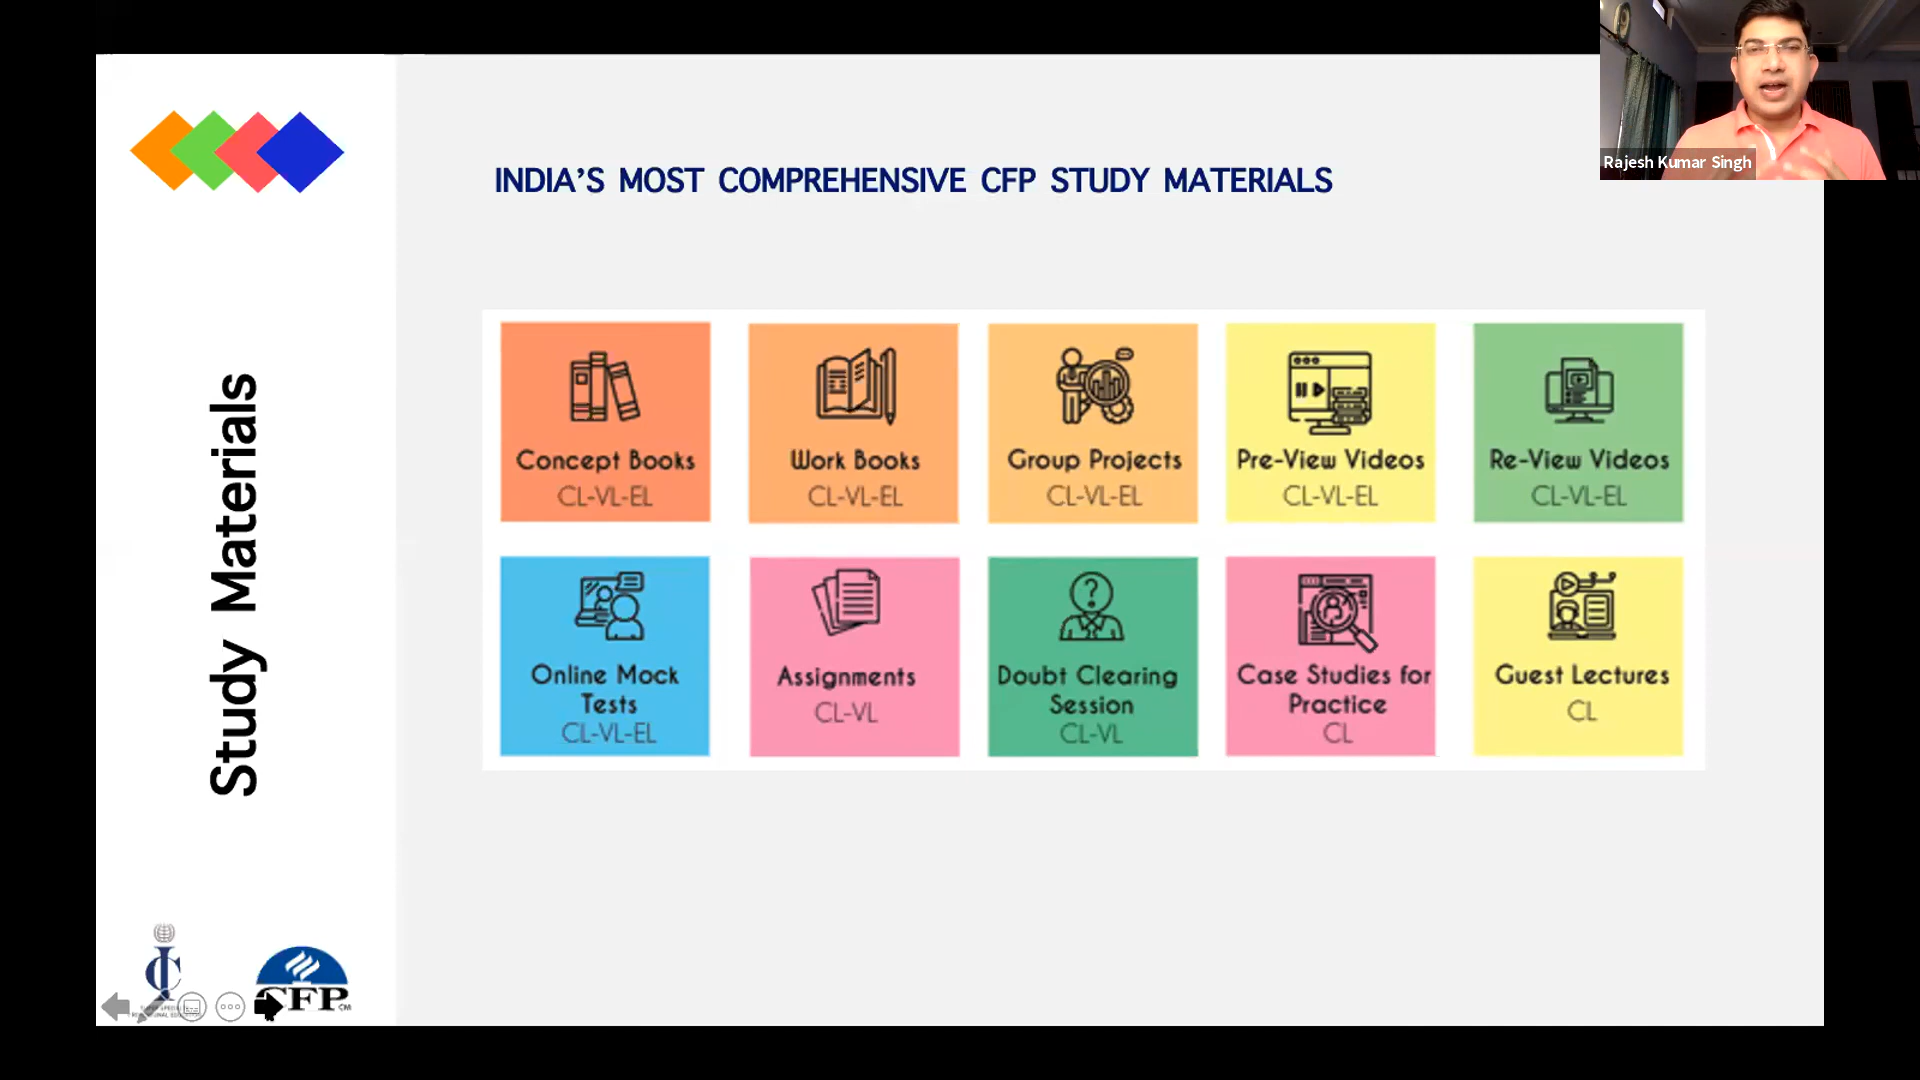 Rajesh Kumar Singh
INDIA'S MOST COMPREHENSIVE CFP STUDY MATERIALS
Study Materials
Concept Books
CL-VL-EL
Work Books
CL-VL-EL
Group Projects
CL-VL-EL
Pre-View Videos
CL-VL-EL
Re-View Videos
CL-VL-EL
Online Mock
Tests
CL-VL-EL
Assignments
CL-VL
Doubt Clearing
Session
CL-VL
Case Studies for
Practice
CL
Guest Lectures
CL
CFP